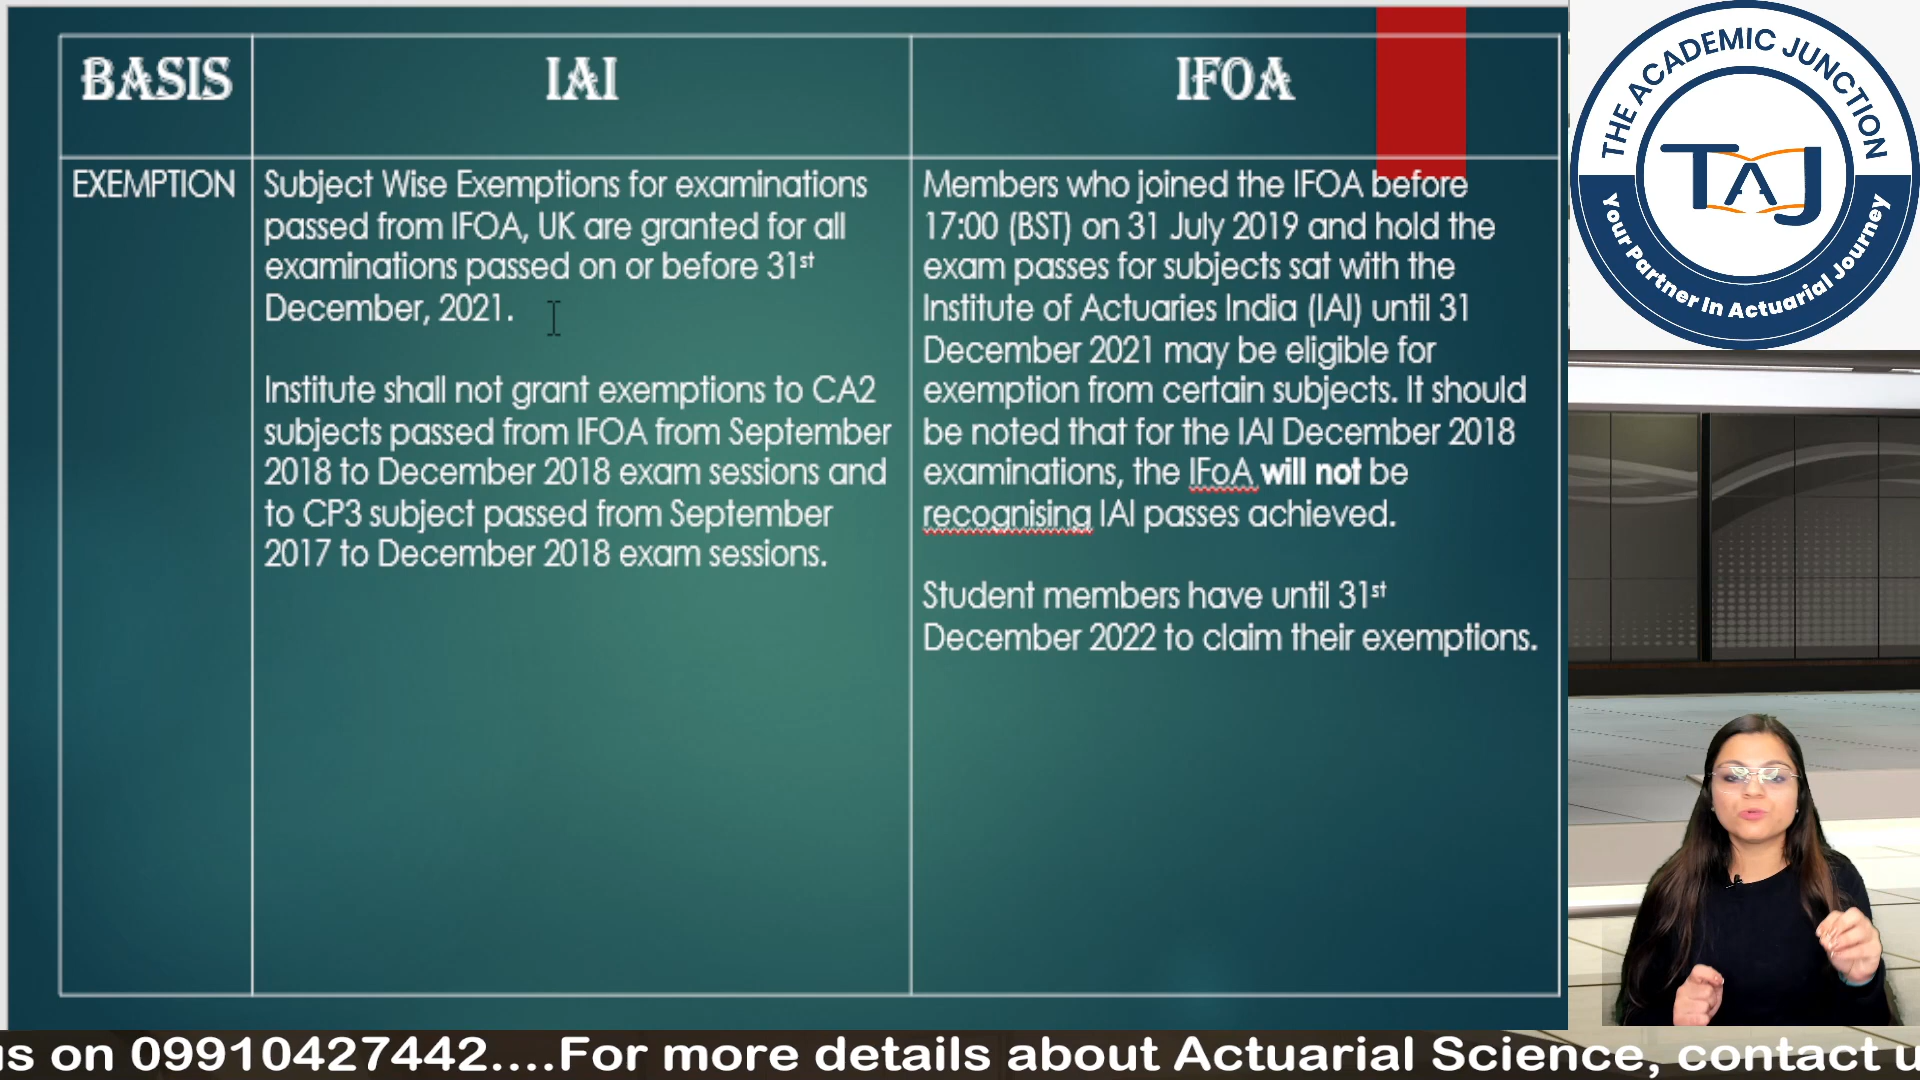 BASIS
IAI
IFOA
EXEMPTION
Subject Wise Exemptions for examinations
passed from IFOA, UK are granted for all
examinations passed on or before 31st
December, 2021.
Institute shall not grant exemptions to CA2
subjects passed from IFOA from September
2018 to December 2018 exam sessions and
to CP3 subject passed from September
2017 to December 2018 exam sessions.
Members who joined the IFOA before
17:00 (BST) on 31 July 2019 and hold the
exam passes for subjects sat with the
Institute of Actuaries India (IAI) until 31
December 2021 may be eligible for
exemption from certain subjects. It should
be noted that for the IAI December 2018
examinations, the IFoA will not be
recognising IAI passes achieved.
Student members have until 31st
December 2022 to claim their exemptions.
THE ACADEMIC JUNCTION
TAJ
Your Partner In Actuarial Journey
us on 09910427442....For more details about Actuarial Science, contact u